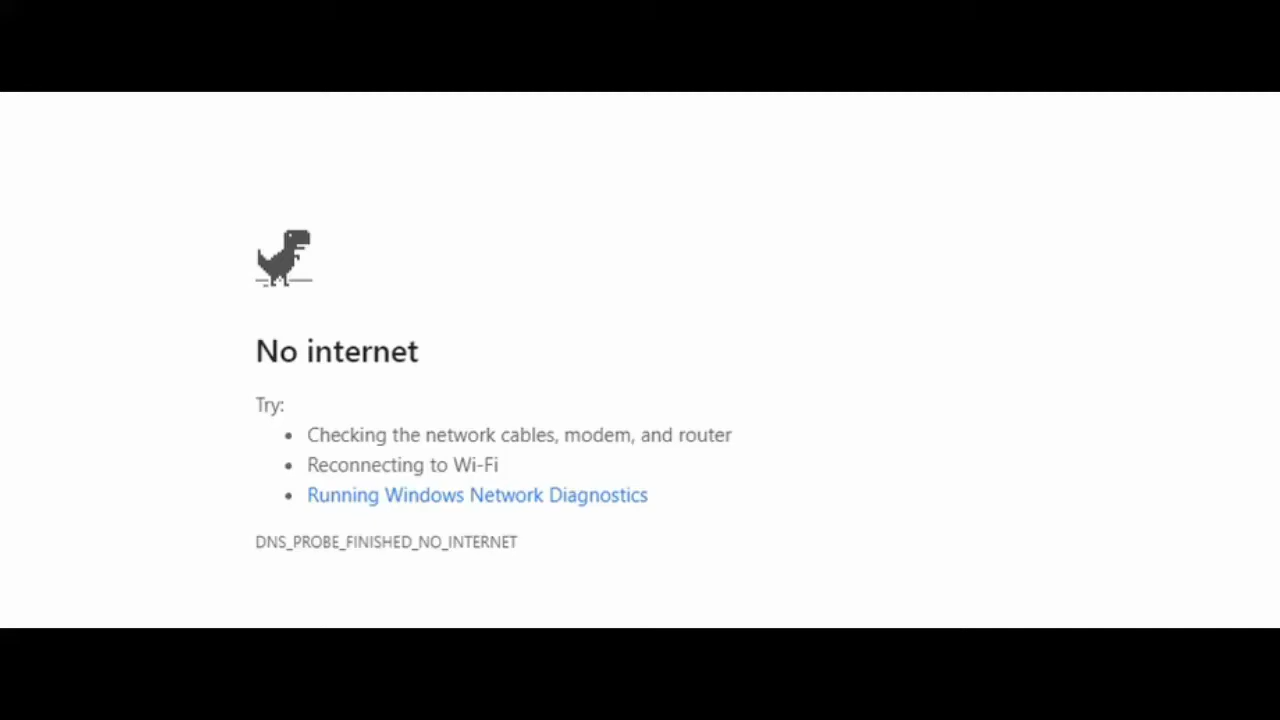 No internet
Try:
• Checking the network cables, modem, and router
• Reconnecting to Wi-Fi
• Running Windows Network Diagnostics
DNS_PROBE_FINISHED_NO_INTERNET